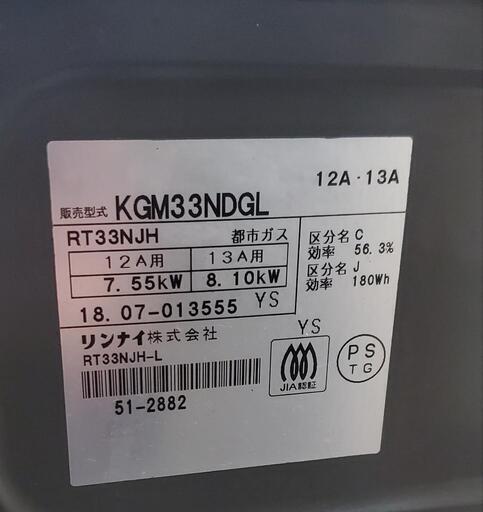 12A・13A
販売型式 KGM33NDGL
RT33NJH 都市ガス
12A用 13A用
7.55kW 8.10kW
区分名 C
効率 56.3%
区分名 J
効率 180Wh
18.07-013555 YS
リンナイ株式会社
YS
RT33NJH-L
JIA認証
PS
TG
51-2882